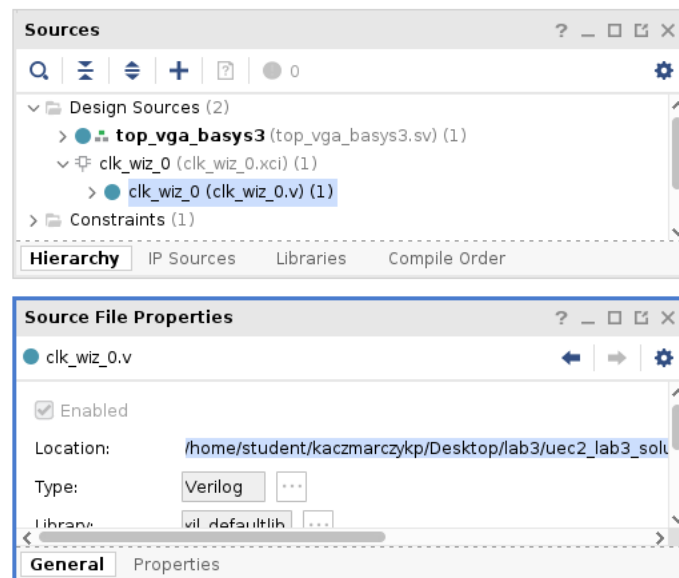 Sources
0
Design Sources (2)
top_vga_basys3 (top_vga_basys3.sv) (1)
clk_wiz_0 (clk_wiz_0.xci) (1)
clk_wiz_0 (clk_wiz_0.v) (1)
Constraints (1)
Hierarchy IP Sources Libraries Compile Order
Source File Properties
clk_wiz_0.v
Enabled
Location: /home/student/kaczmarczykp/Desktop/lab3/uec2_lab3_solu
Type: Verilog ...
Library: xil_defaultlib ...
General Properties